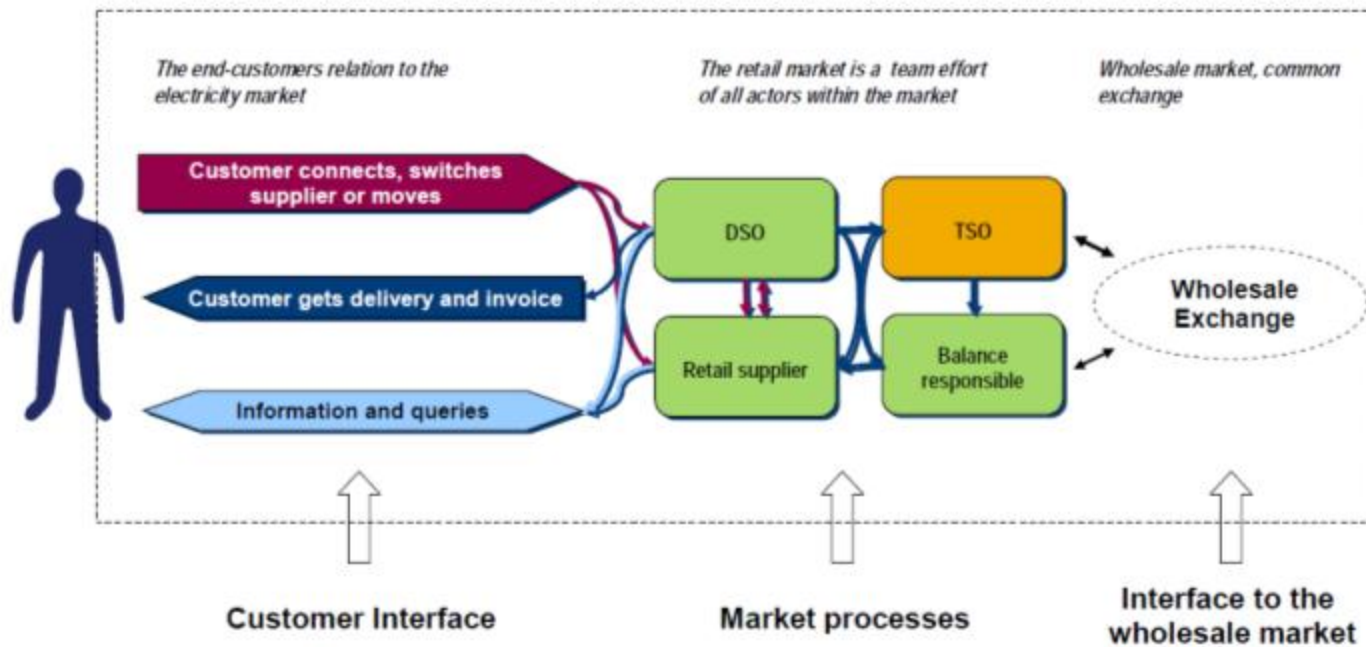 The end-customers relation to the
electricity market
The retail market is a team effort
of all actors within the market
Wholesale market, common
exchange
Customer connects, switches
supplier or moves
Customer gets delivery and invoice
Information and queries
DSO
TSO
Retail supplier
Balance
responsible
Wholesale
Exchange
Customer Interface
Market processes
Interface to the
wholesale market